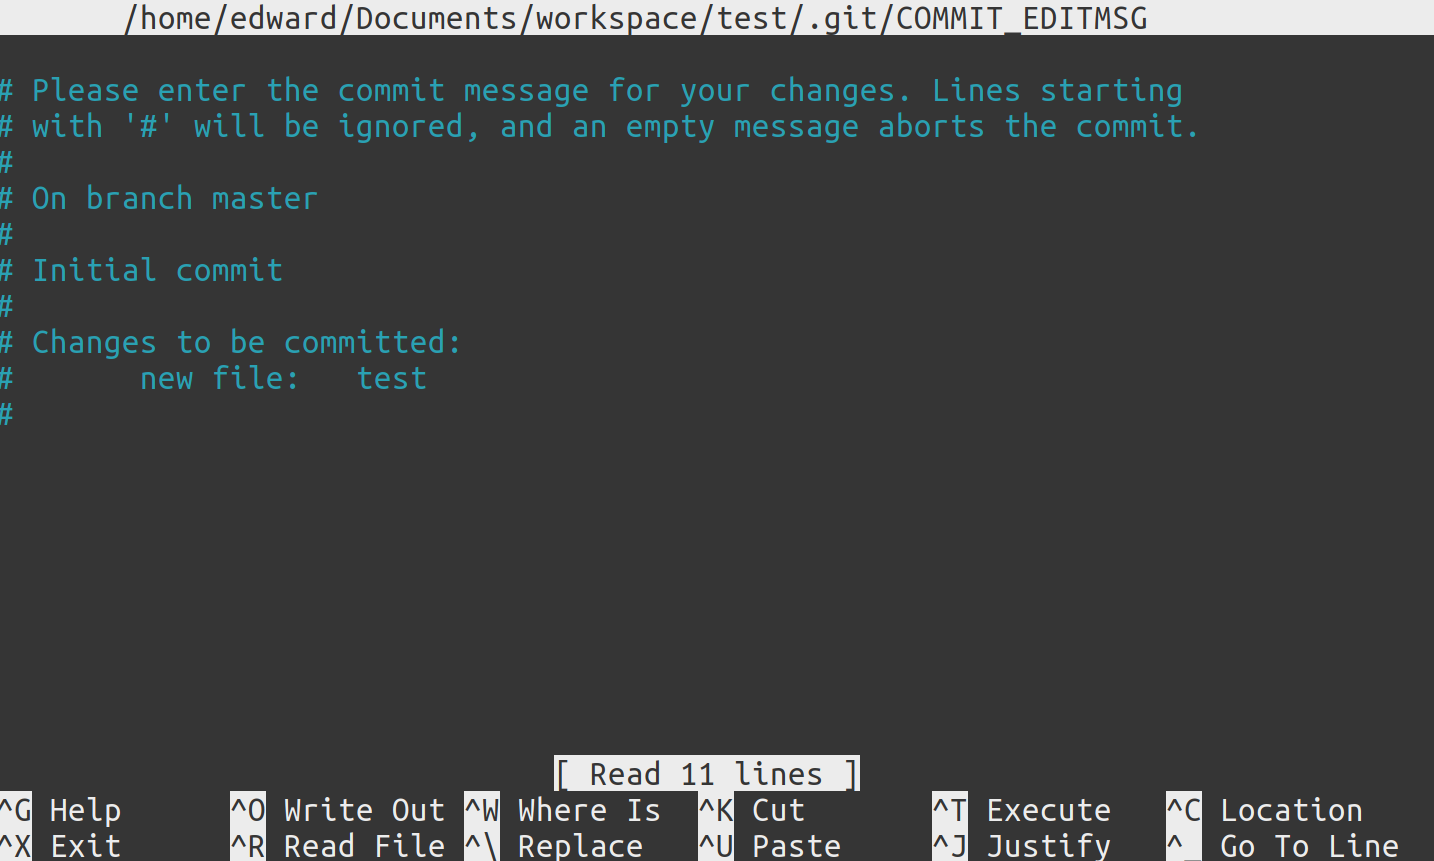 /home/edward/Documents/workspace/test/.git/COMMIT_EDITMSG
# Please enter the commit message for your changes. Lines starting
# with '#' will be ignored, and an empty message aborts the commit.
#
# On branch master
#
# Initial commit
#
# Changes to be committed:
#       new file:   test
#
[ Read 11 lines ]
^G Help ^O Write Out ^W Where Is ^K Cut ^T Execute ^C Location
^X Exit ^R Read File ^\ Replace ^U Paste ^J Justify ^_ Go To Line